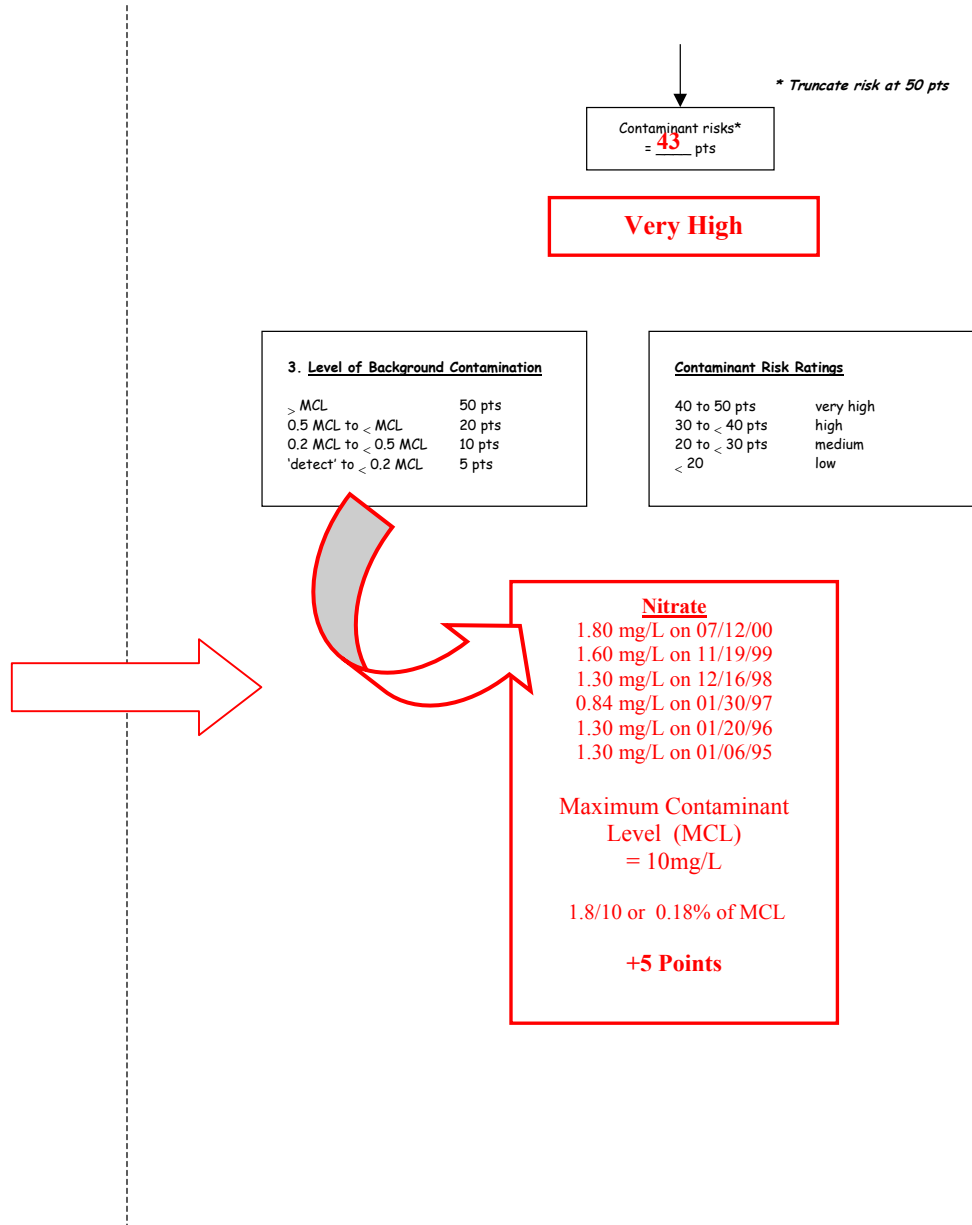 * Truncate risk at 50 pts
Contaminant risks*
= 43 pts
Very High
3. Level of Background Contamination
> MCL 50 pts
0.5 MCL to < MCL 20 pts
0.2 MCL to < 0.5 MCL 10 pts
'detect' to < 0.2 MCL 5 pts
Contaminant Risk Ratings
40 to 50 pts very high
30 to < 40 pts high
20 to < 30 pts medium
< 20 low
Nitrate
1.80 mg/L on 07/12/00
1.60 mg/L on 11/19/99
1.30 mg/L on 12/16/98
0.84 mg/L on 01/30/97
1.30 mg/L on 01/20/96
1.30 mg/L on 01/06/95
Maximum Contaminant
Level (MCL)
= 10mg/L
1.8/10 or 0.18% of MCL
+5 Points